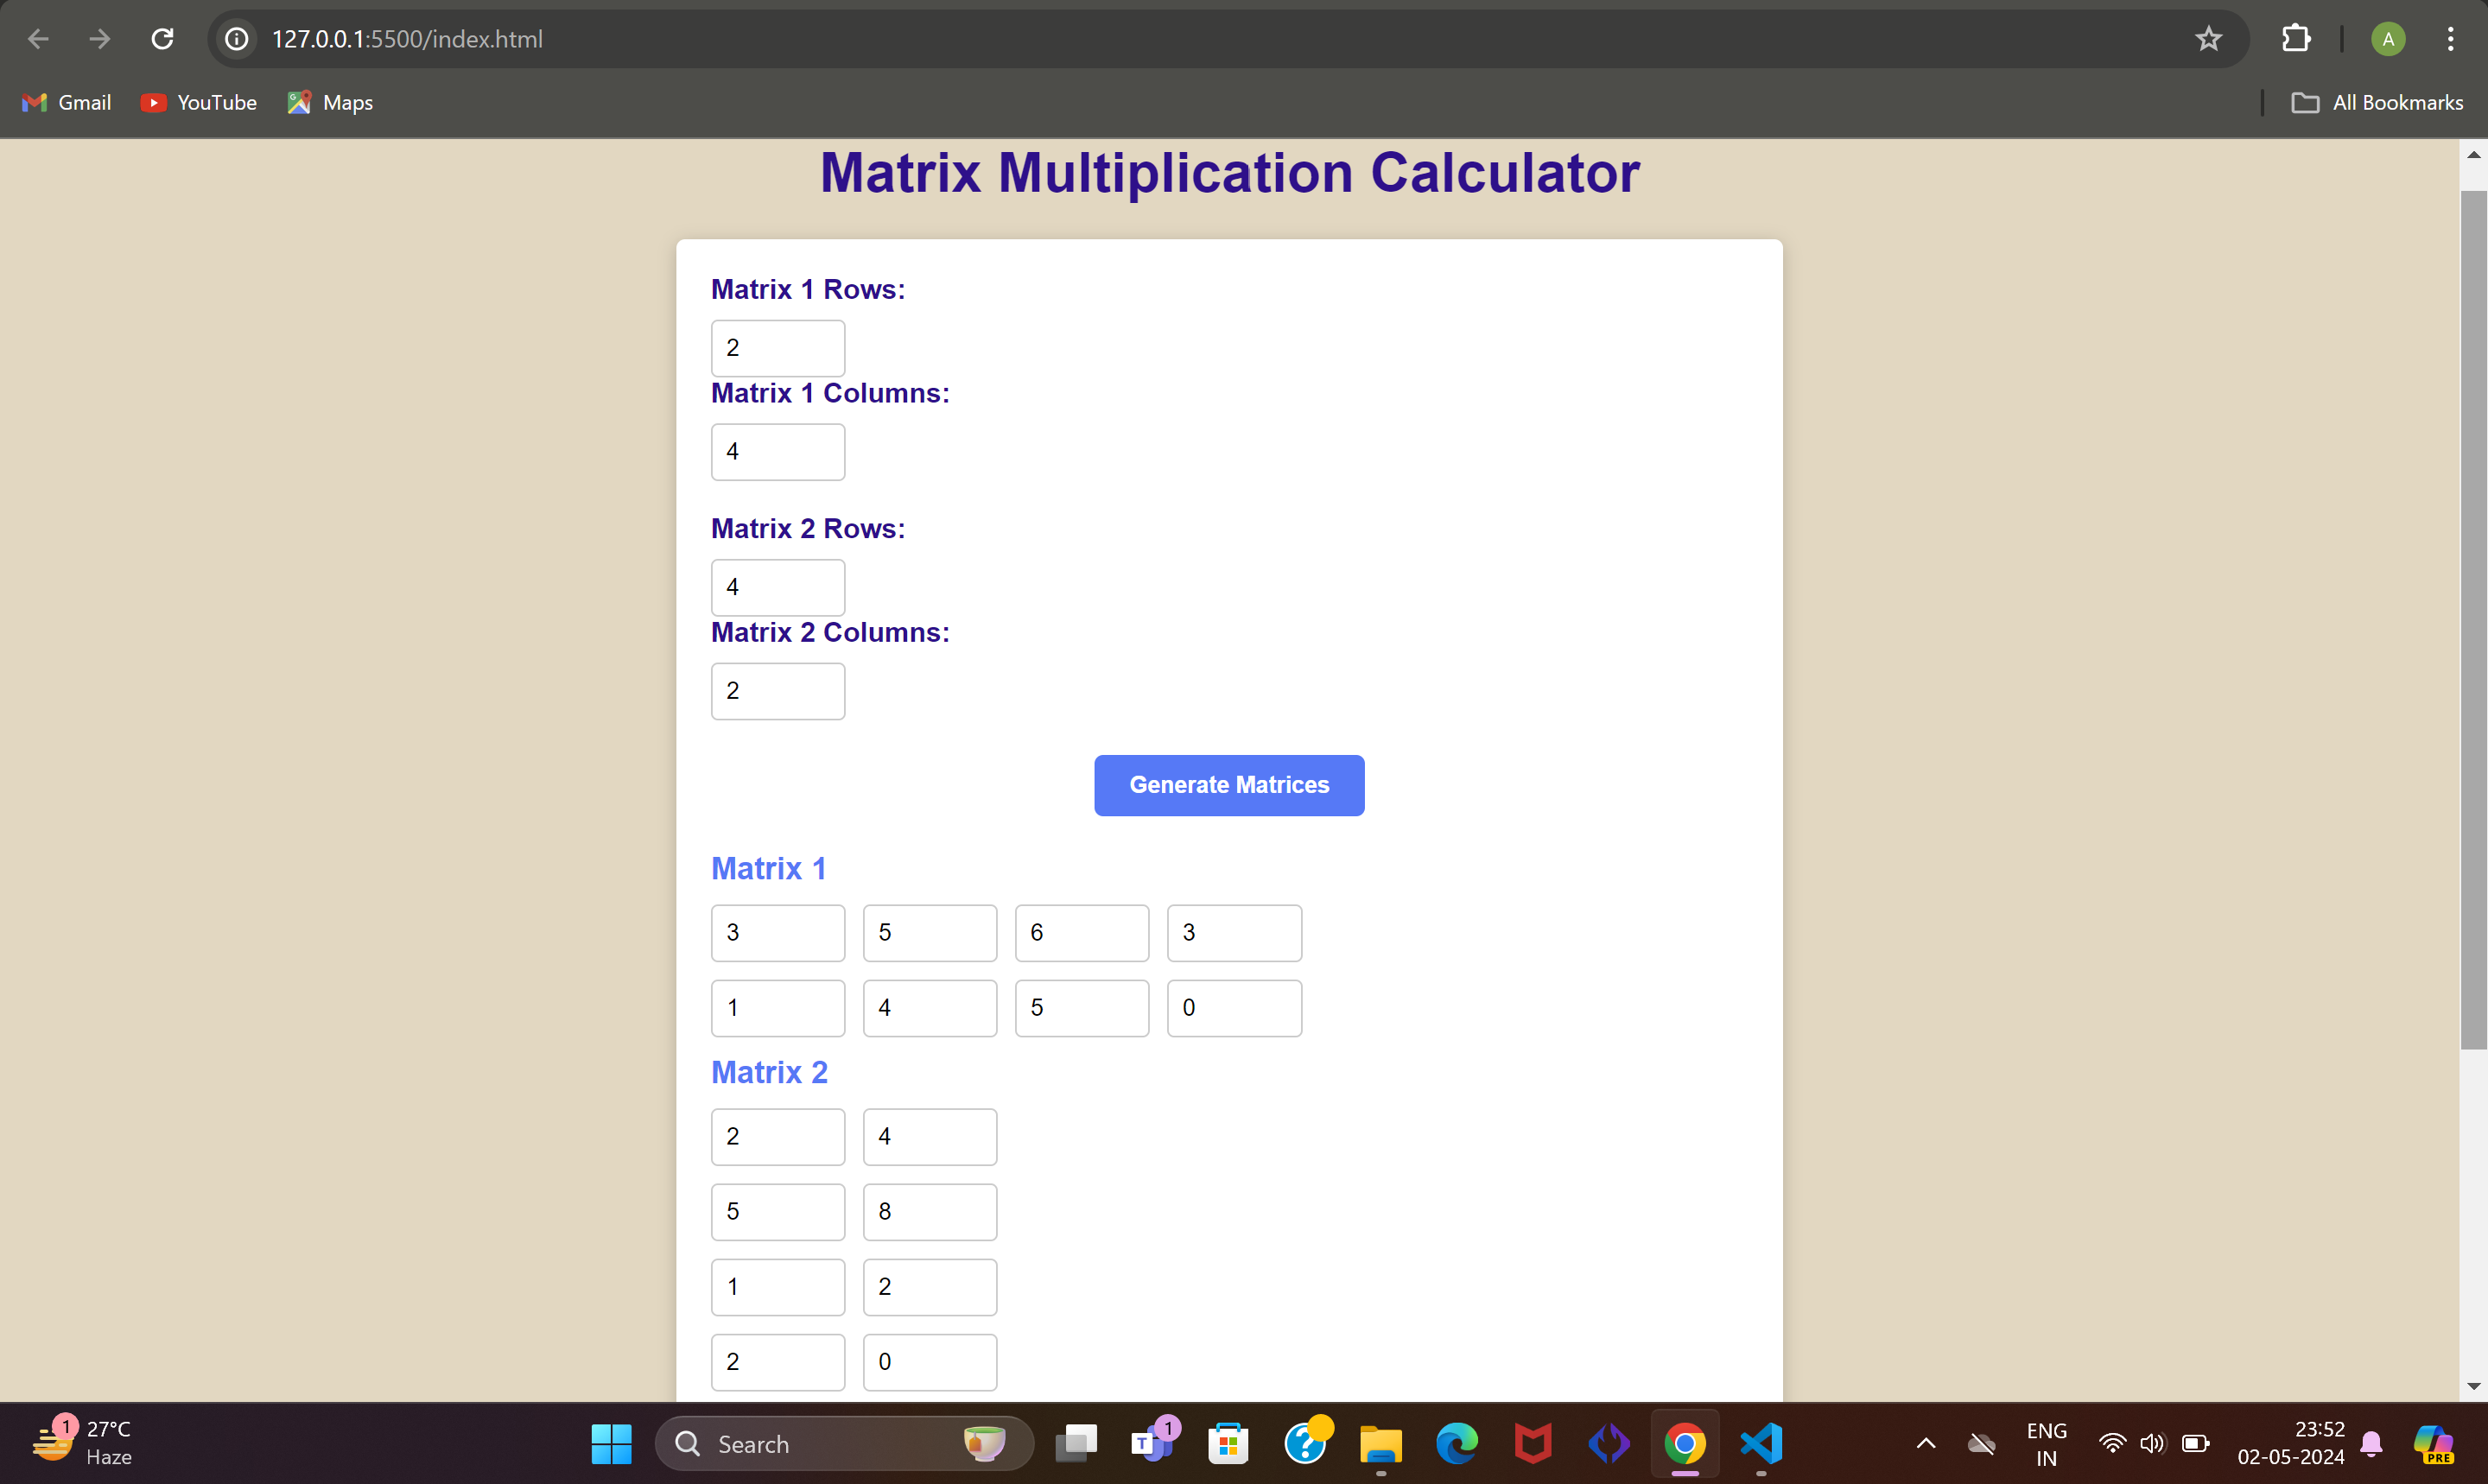 127.0.0.1:5500/index.html
A
Gmail YouTube Maps All Bookmarks
Matrix Multiplication Calculator
Matrix 1 Rows:
2
Matrix 1 Columns:
4
Matrix 2 Rows:
4
Matrix 2 Columns:
2
Generate Matrices
Matrix 1
3 5 6 3
1 4 5 0
Matrix 2
2 4
5 8
1 2
2 0
1 27°C
Haze
Search
T 1
ENG
IN
23:52
02-05-2024
PRE